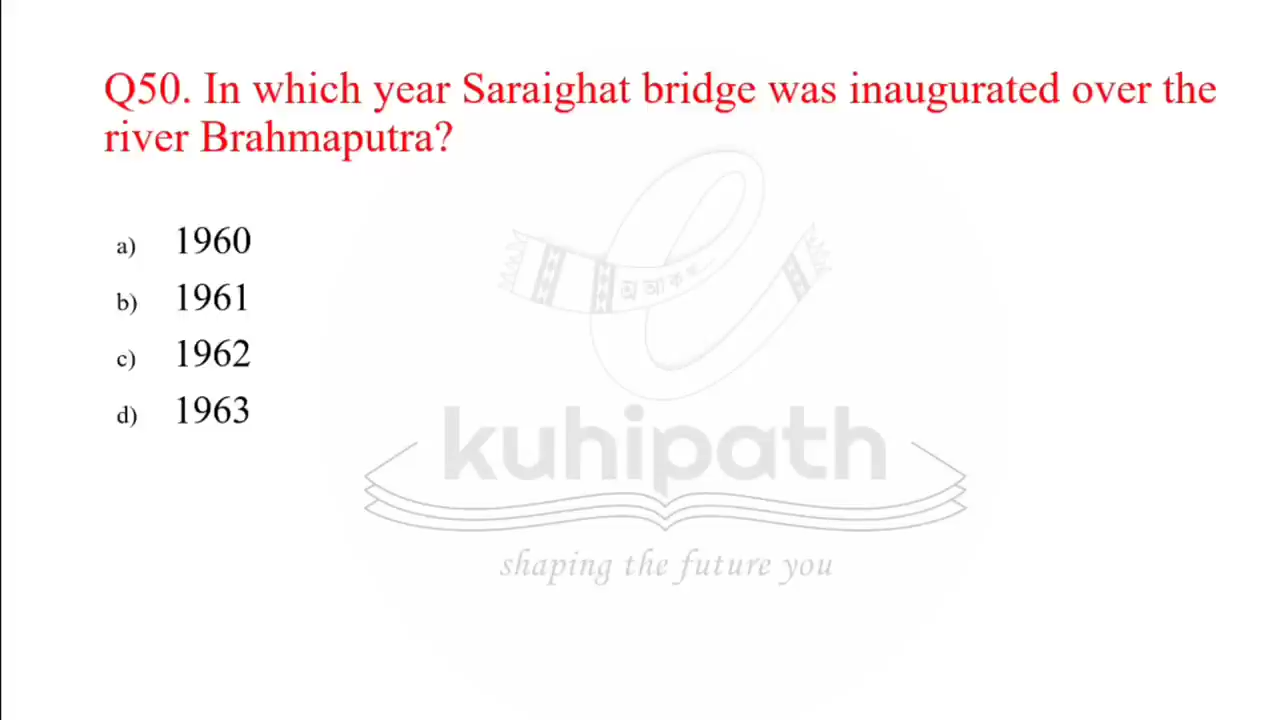 Q50. In which year Saraighat bridge was inaugurated over the
river Brahmaputra?
a) 1960
b) 1961
c) 1962
d) 1963
অ আ ক
kuhipath
shaping the future you